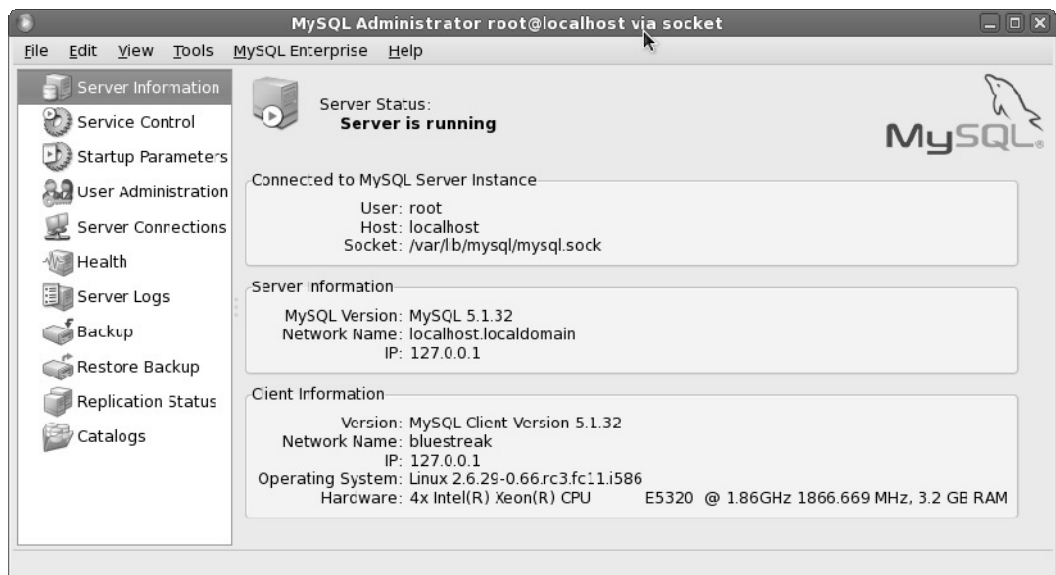 MySQL Administrator root@localhost via socket
File Edit View Tools MySQL Enterprise Help
Server Information
Service Control
Startup Parameters
User Administration
Server Connections
Health
Server Logs
Backup
Restore Backup
Replication Status
Catalogs
Server Status:
Server is running
MySQL®
Connected to MySQL Server Instance
User: root
Host: localhost
Socket: /var/lib/mysql/mysql.sock
Server Information
MySQL Version: MySQL 5.1.32
Network Name: localhost.localdomain
IP: 127.0.0.1
Client Information
Version: MySQL Client Version 5.1.32
Network Name: bluestreak
IP: 127.0.0.1
Operating System: Linux 2.6.29-0.66.rc3.fc11.i586
Hardware: 4x Intel(R) Xeon(R) CPU E5320 @ 1.86GHz 1866.669 MHz, 3.2 GB RAM